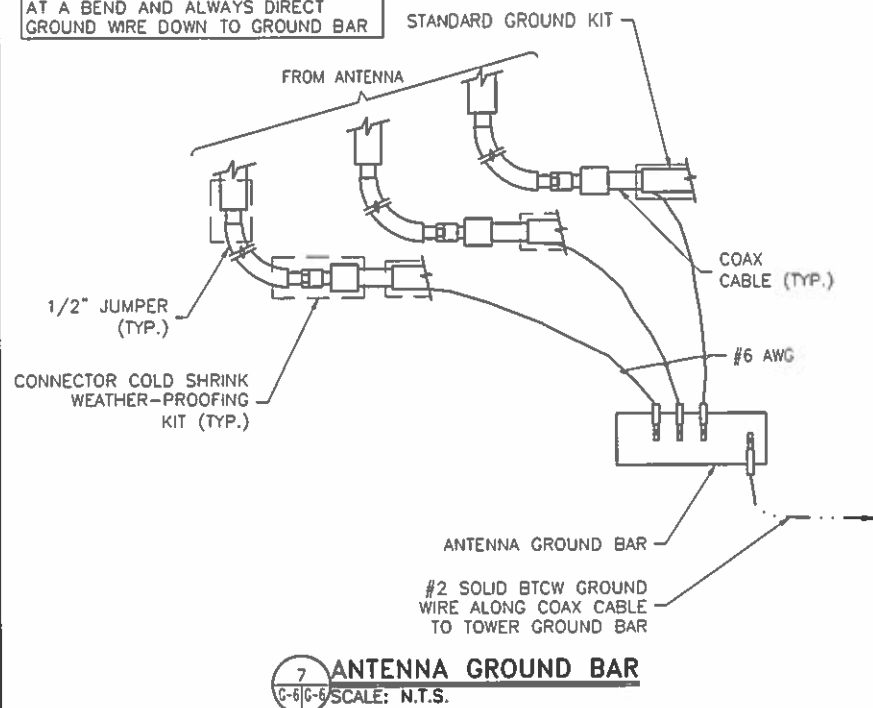 AT A BEND AND ALWAYS DIRECT
GROUND WIRE DOWN TO GROUND BAR
STANDARD GROUND KIT
FROM ANTENNA
COAX
CABLE (TYP.)
1/2" JUMPER
(TYP.)
#6 AWG
CONNECTOR COLD SHRINK
WEATHER-PROOFING
KIT (TYP.)
ANTENNA GROUND BAR
#2 SOLID BTCW GROUND
WIRE ALONG COAX CABLE
TO TOWER GROUND BAR
7
G-6 G-6
ANTENNA GROUND BAR
SCALE: N.T.S.